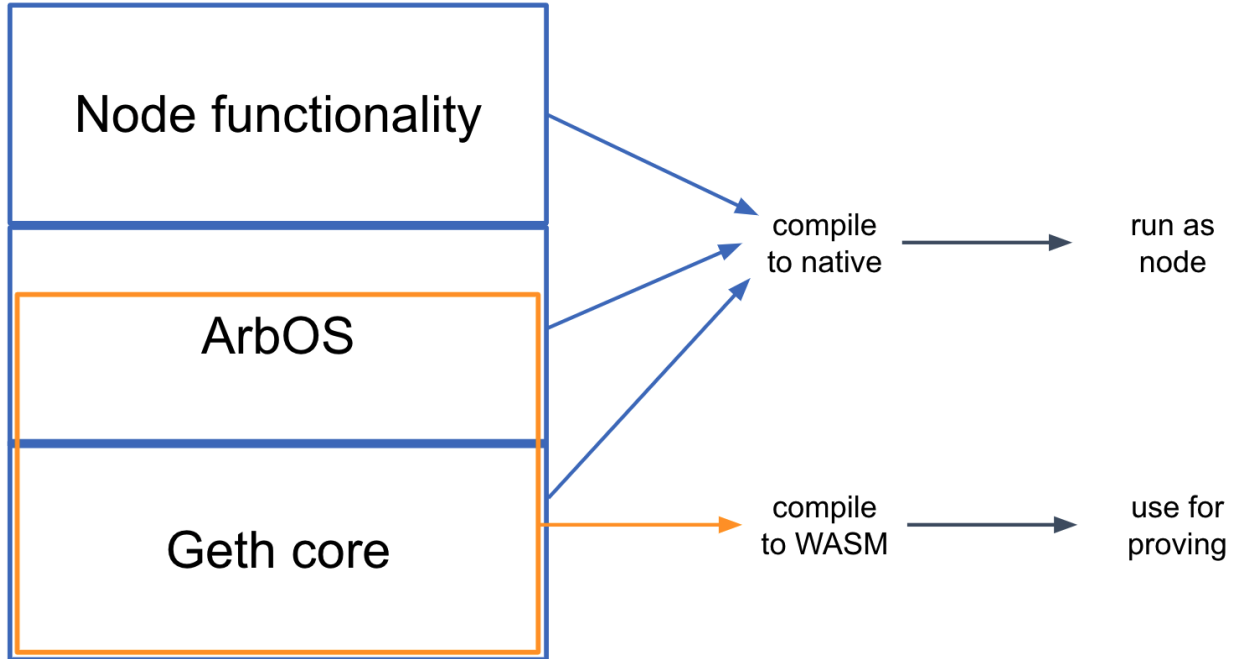 Node functionality
ArbOS
Geth core
compile
to native
run as
node
compile
to WASM
use for
proving